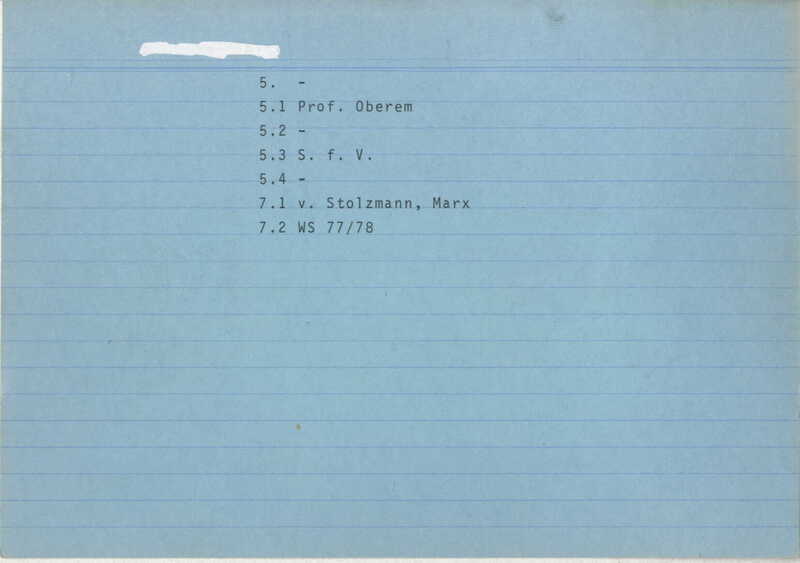 5. -
5.1 Prof. Oberem
5.2 -
5.3 S. f. V.
5.4 -
7.1 v. Stolzmann, Marx
7.2 WS 77/78